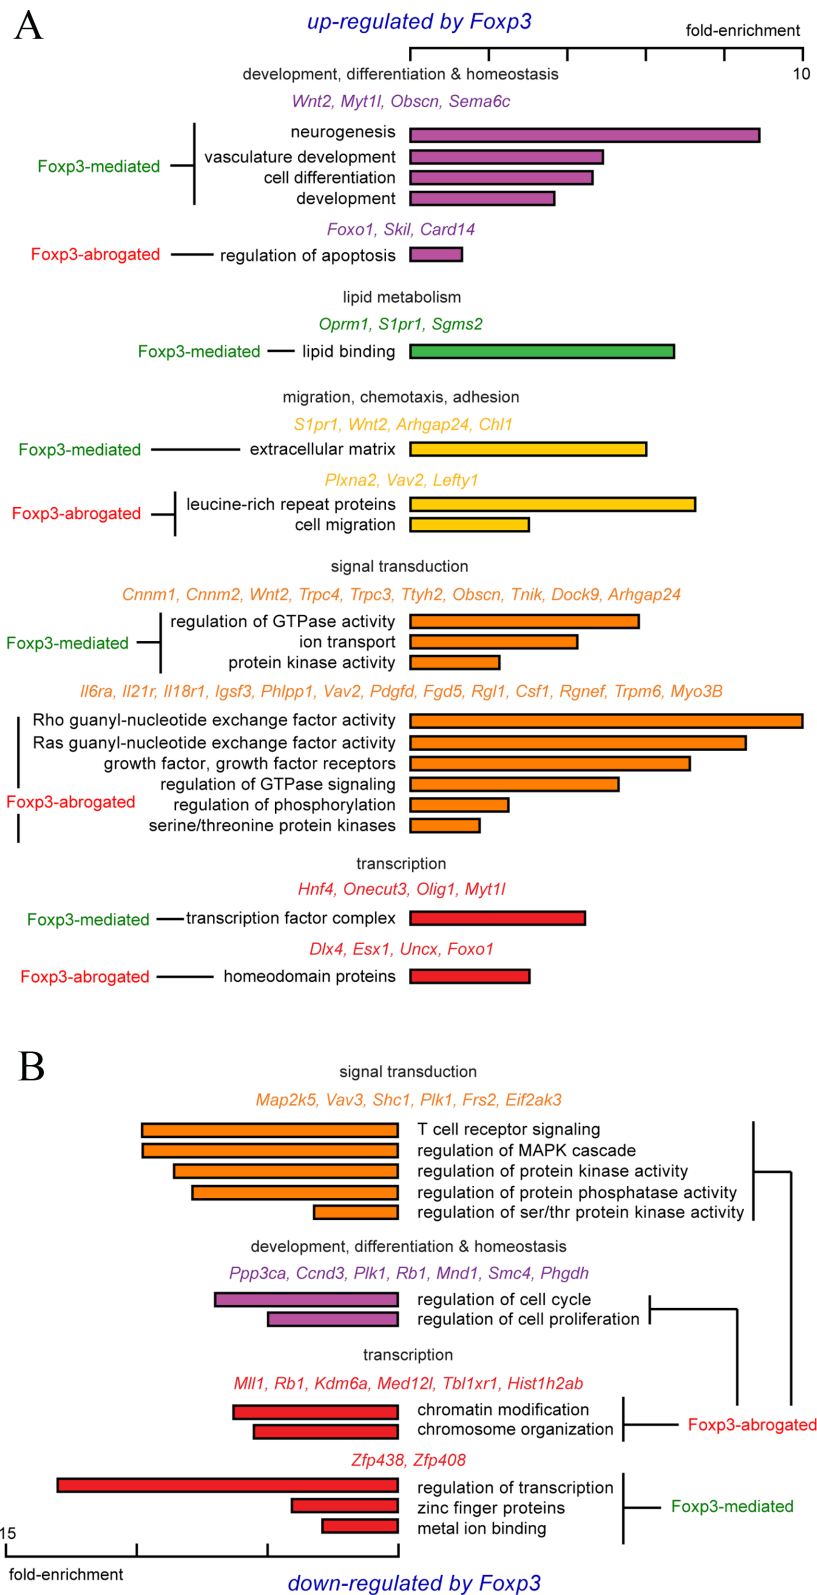 A
up-regulated by Foxp3
fold-enrichment
10
development, differentiation & homeostasis
Wnt2, Myt1l, Obscn, Sema6c
neurogenesis
Foxp3-mediated
vasculature development
cell differentiation
development
Foxo1, Skil, Card14
Foxp3-abrogated
regulation of apoptosis
lipid metabolism
Oprm1, S1pr1, Sgms2
Foxp3-mediated
lipid binding
migration, chemotaxis, adhesion
S1pr1, Wnt2, Arhgap24, Chl1
Foxp3-mediated
extracellular matrix
Plxna2, Vav2, Lefty1
Foxp3-abrogated
leucine-rich repeat proteins
cell migration
signal transduction
Cnnm1, Cnnm2, Wnt2, Trpc4, Trpc3, Ttyh2, Obscn, Tnik, Dock9, Arhgap24
regulation of GTPase activity
Foxp3-mediated
ion transport
protein kinase activity
Il6ra, Il21r, Il18r1, Igsf3, Phlpp1, Vav2, Pdgfd, Fgd5, Rgl1, Csf1, Rgnef, Trpm6, Myo3B
Rho guanyl-nucleotide exchange factor activity
Ras guanyl-nucleotide exchange factor activity
growth factor, growth factor receptors
regulation of GTPase signaling
Foxp3-abrogated
regulation of phosphorylation
serine/threonine protein kinases
transcription
Hnf4, Onecut3, Olig1, Myt1l
Foxp3-mediated
transcription factor complex
Dlx4, Esx1, Uncx, Foxo1
Foxp3-abrogated
homeodomain proteins
B
signal transduction
Map2k5, Vav3, Shc1, Plk1, Frs2, Eif2ak3
T cell receptor signaling
regulation of MAPK cascade
regulation of protein kinase activity
regulation of protein phosphatase activity
regulation of ser/thr protein kinase activity
development, differentiation & homeostasis
Ppp3ca, Ccnd3, Plk1, Rb1, Mnd1, Smc4, Phgdh
regulation of cell cycle
regulation of cell proliferation
transcription
Mll1, Rb1, Kdm6a, Med12l, Tbl1xr1, Hist1h2ab
chromatin modification
chromosome organization
Foxp3-abrogated
Zfp438, Zfp408
regulation of transcription
zinc finger proteins
Foxp3-mediated
metal ion binding
15
fold-enrichment
down-regulated by Foxp3